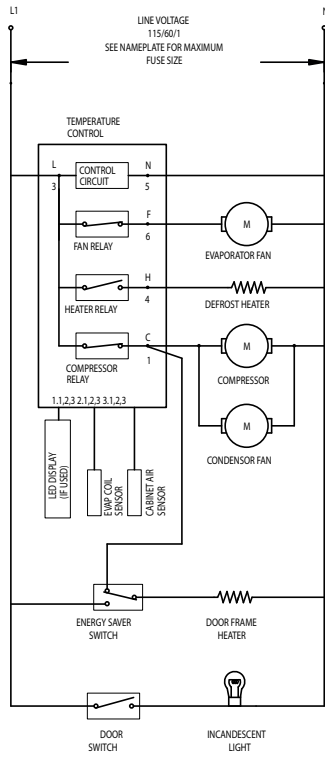 L1
LINE VOLTAGE
115/60/1
SEE NAMEPLATE FOR MAXIMUM
FUSE SIZE
TEMPERATURE
CONTROL
L
CONTROL
CIRCUIT
N
3
5
F
M
6
FAN RELAY
EVAPORATOR FAN
H
HEATER RELAY
4
DEFROST HEATER
C
M
COMPRESSOR
RELAY
1
COMPRESSOR
1.1,2,3 2.1,2,3 3.1,2,3
M
CONDENSOR FAN
LED DISPLAY
(IF USED)
EVAP COIL
SENSOR
CABINET AIR
SENSOR
ENERGY SAVER
SWITCH
DOOR FRAME
HEATER
DOOR
SWITCH
INCANDESCENT
LIGHT